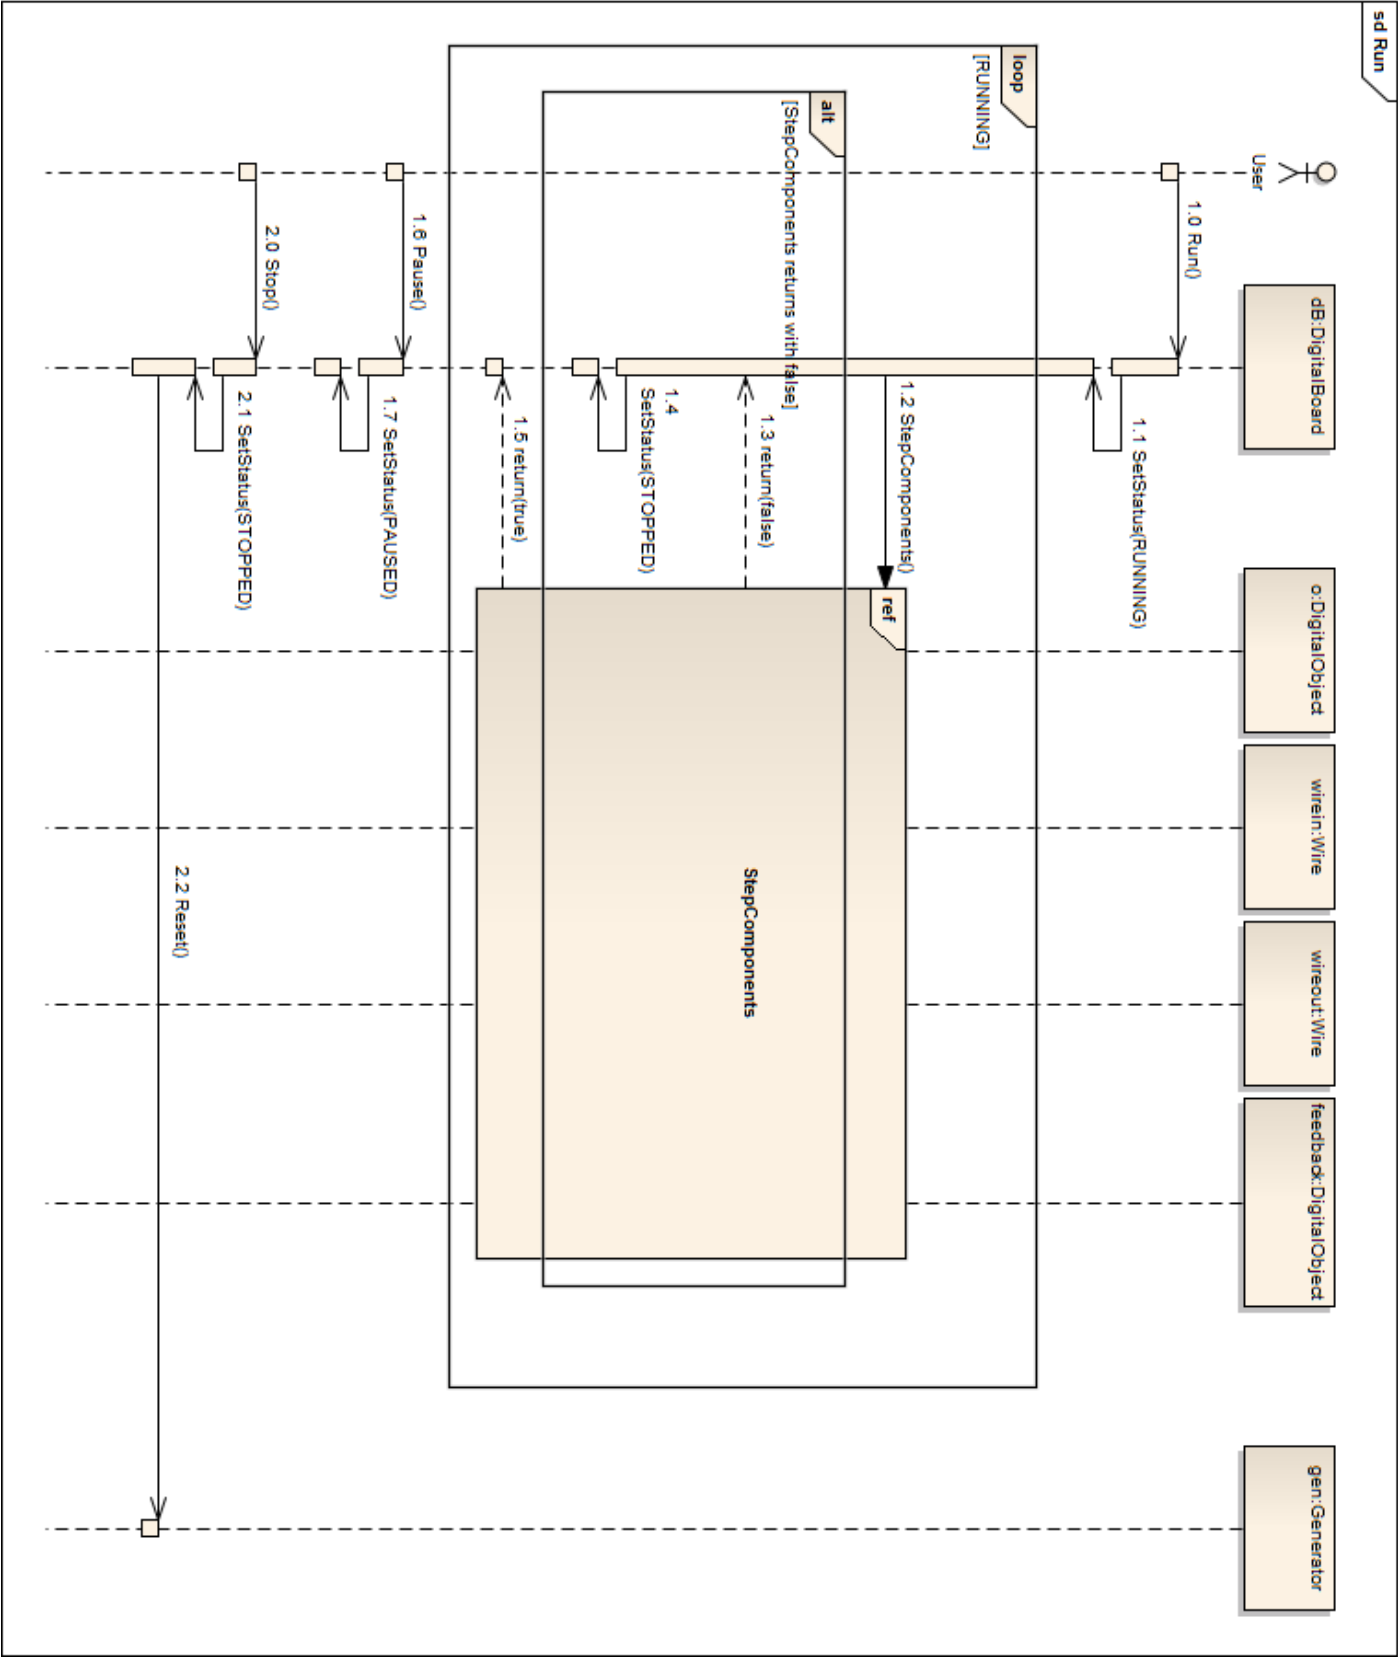 sd Run
User
dB:DigitalBoard
o:DigitalObject
wirein:Wire
wireout:Wire
feedback:DigitalObject
gen:Generator
1.0 Run()
1.1 SetStatus(RUNNING)
loop
[RUNNING]
1.2 StepComponents()
ref
StepComponents
alt
[StepComponents returns with false]
1.3 return(false)
1.4
SetStatus(STOPPED)
1.5 return(true)
1.6 Pause()
1.7 SetStatus(PAUSED)
2.0 Stop()
2.1 SetStatus(STOPPED)
2.2 Reset()